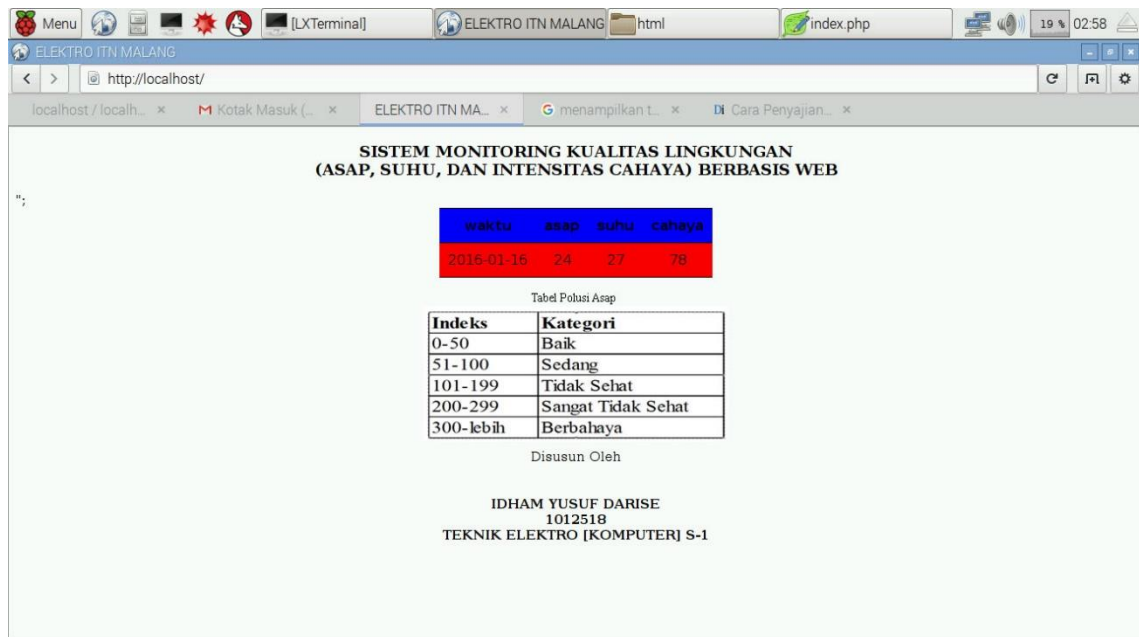 Menu [LXTerminal] ELEKTRO ITN MALANG html index.php 19 % 02:58
ELEKTRO ITN MALANG
http://localhost/
localhost / localh... × Kotak Masuk (... × ELEKTRO ITN MA... × G menampilkan t... × Di Cara Penyajian... ×
SISTEM MONITORING KUALITAS LINGKUNGAN
(ASAP, SUHU, DAN INTENSITAS CAHAYA) BERBASIS WEB
";
waktu asap suhu cahaya
2016-01-16 24 27 78
Tabel Polusi Asap
Indeks Kategori
0-50 Baik
51-100 Sedang
101-199 Tidak Sehat
200-299 Sangat Tidak Sehat
300-lebih Berbahaya
Disusun Oleh
IDHAM YUSUF DARISE
1012518
TEKNIK ELEKTRO [KOMPUTER] S-1